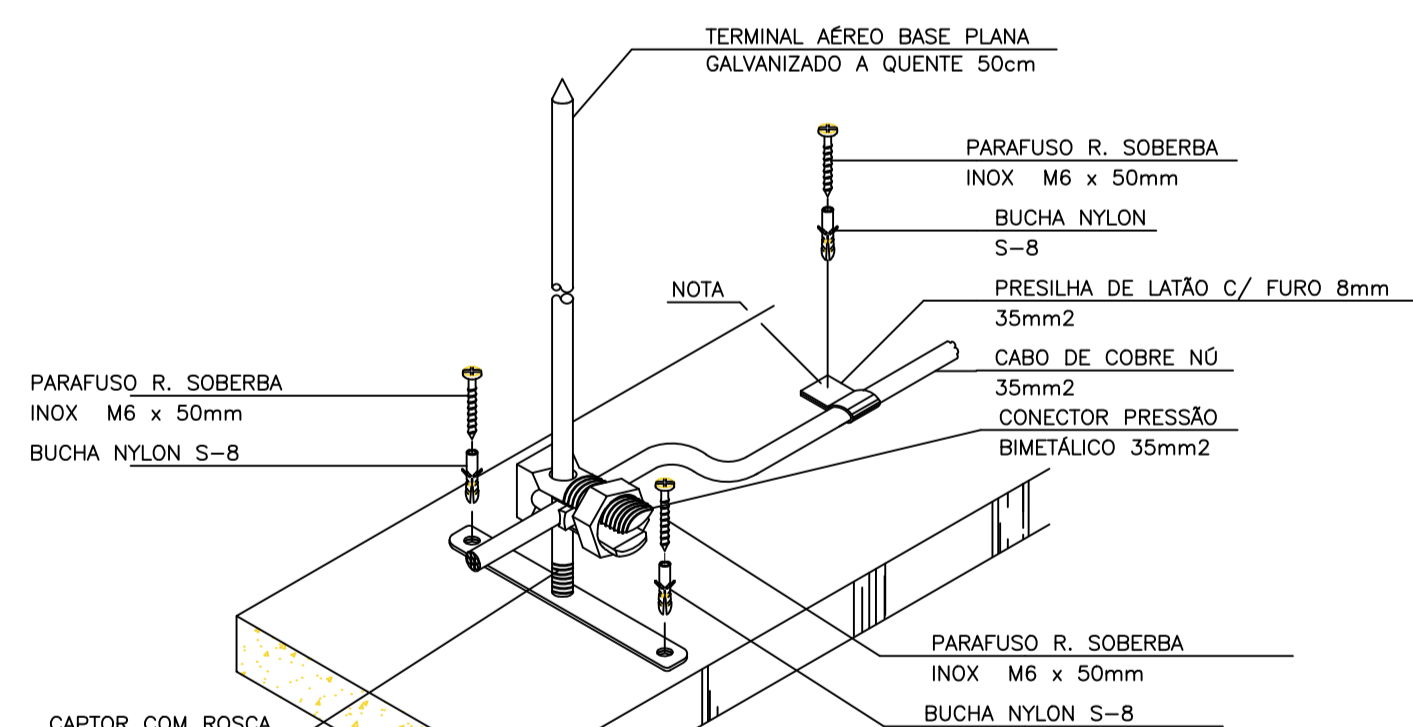 TERMINAL AÉREO BASE PLANA
GALVANIZADO A QUENTE 50cm
PARAFUSO R. SOBERBA
INOX M6 x 50mm
BUCHA NYLON
S-8
NOTA
PRESILHA DE LATÃO C/ FURO 8mm
35mm2
CABO DE COBRE NÚ
35mm2
PARAFUSO R. SOBERBA
INOX M6 x 50mm
BUCHA NYLON S-8
CONECTOR PRESSÃO
BIMETÁLICO 35mm2
PARAFUSO R. SOBERBA
INOX M6 x 50mm
BUCHA NYLON S-8
CAPTOR COM ROSCA